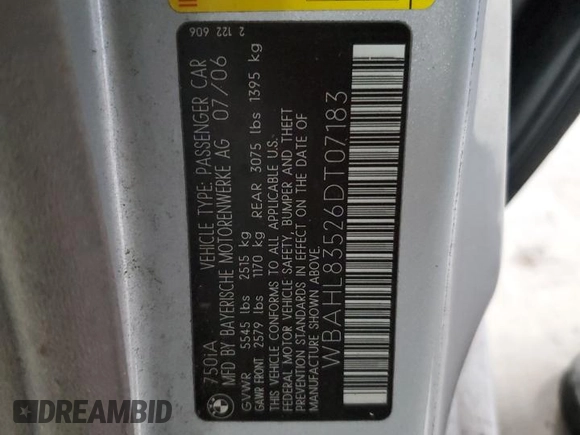 2 122 606
750iA VEHICLE TYPE: PASSENGER CAR
MFD BY BAYERISCHE MOTORENWERKE AG 07/06
GVWR 5545 lbs 2515 kg
GAWR FRONT 2579 lbs 1170 kg REAR 3075 lbs 1395 kg
THIS VEHICLE CONFORMS TO ALL APPLICABLE U.S.
FEDERAL MOTOR VEHICLE SAFETY, BUMPER AND THEFT
PREVENTION STANDARDS IN EFFECT ON THE DATE OF
MANUFACTURE SHOWN ABOVE.
WBAHL83526DT07183
DREAMBID